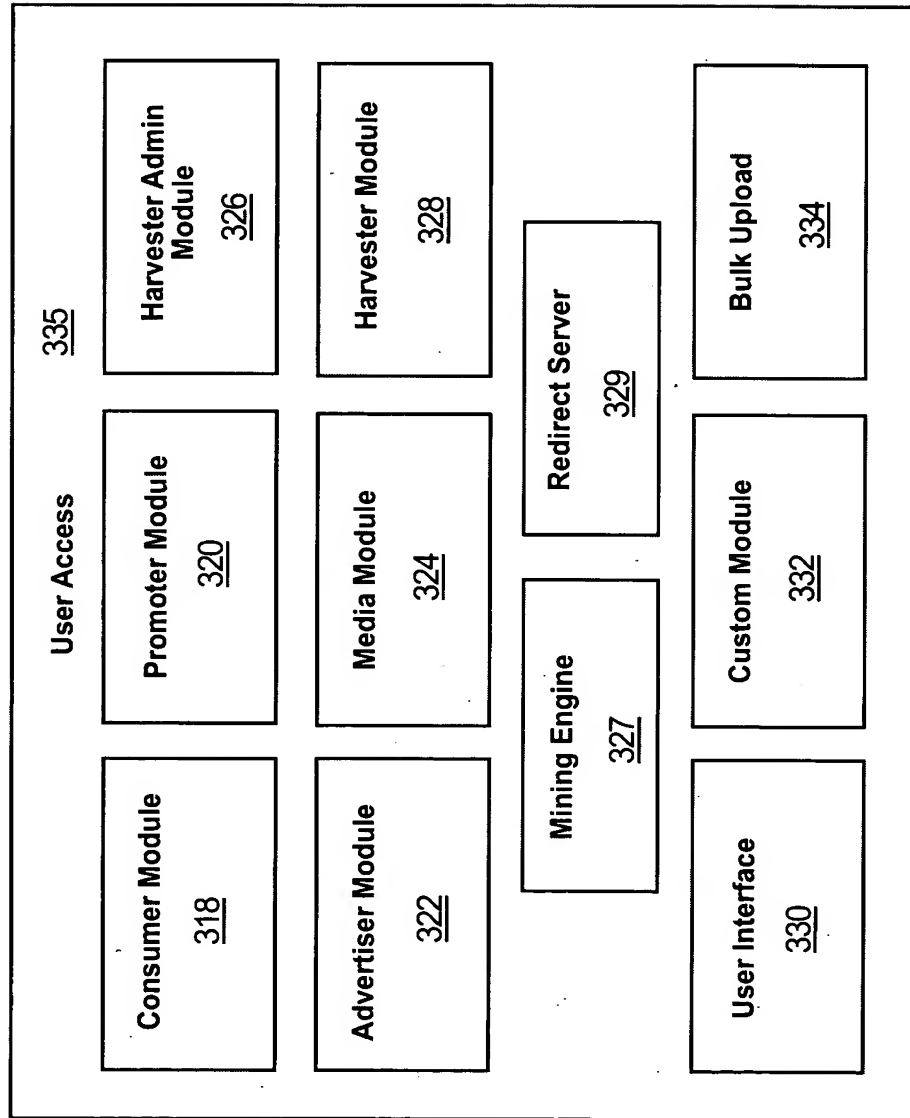 User Access
335
Consumer Module
318
Promoter Module
320
Harvester Admin
Module
326
Advertiser Module
322
Media Module
324
Harvester Module
328
Mining Engine
327
Redirect Server
329
User Interface
330
Custom Module
332
Bulk Upload
334